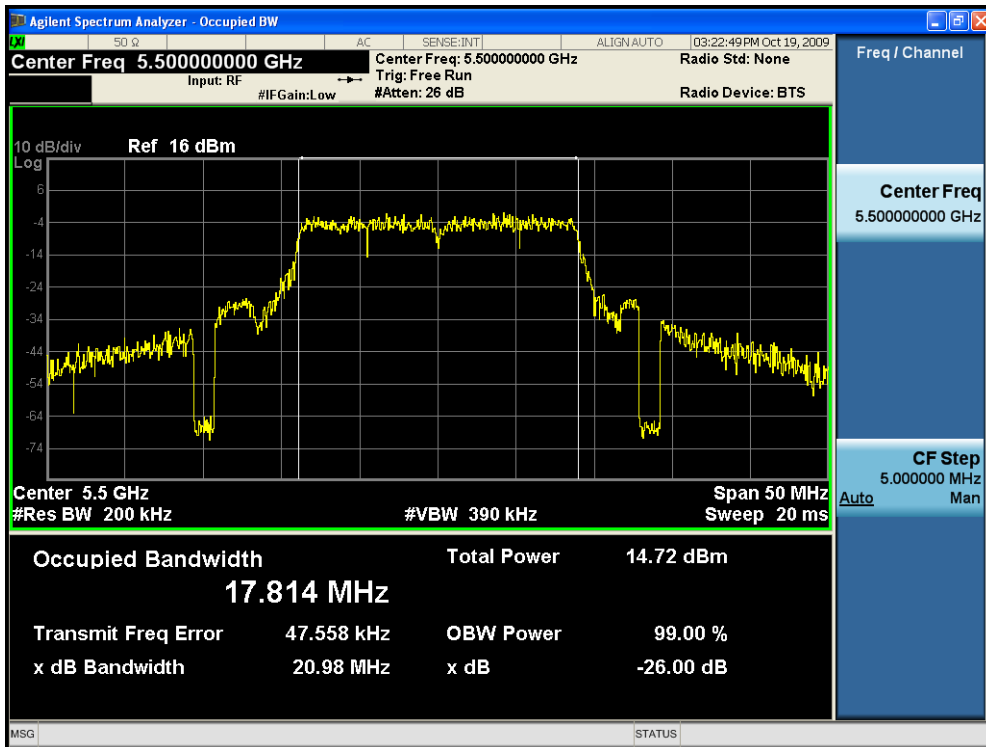 Agilent Spectrum Analyzer - Occupied BW
LXI 50 Ω AC SENSE:INT ALIGN AUTO 03:22:49 PM Oct 19, 2009
Center Freq 5.500000000 GHz
Input: RF
#IFGain:Low
Center Freq: 5.500000000 GHz
Trig: Free Run
#Atten: 26 dB
Radio Std: None
Radio Device: BTS
10 dB/div Ref 16 dBm
Log
6
-4
-14
-24
-34
-44
-54
-64
-74
Center 5.5 GHz Span 50 MHz
#Res BW 200 kHz #VBW 390 kHz Sweep 20 ms
Occupied Bandwidth Total Power 14.72 dBm
17.814 MHz
Transmit Freq Error 47.558 kHz OBW Power 99.00 %
x dB Bandwidth 20.98 MHz x dB -26.00 dB
Freq / Channel
Center Freq
5.500000000 GHz
CF Step
5.000000 MHz
Auto Man
MSG STATUS